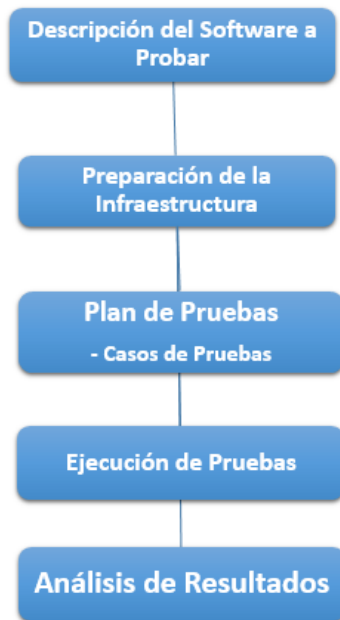 Descripción del Software a
Probar
Preparación de la
Infraestructura
Plan de Pruebas
- Casos de Pruebas
Ejecución de Pruebas
Análisis de Resultados